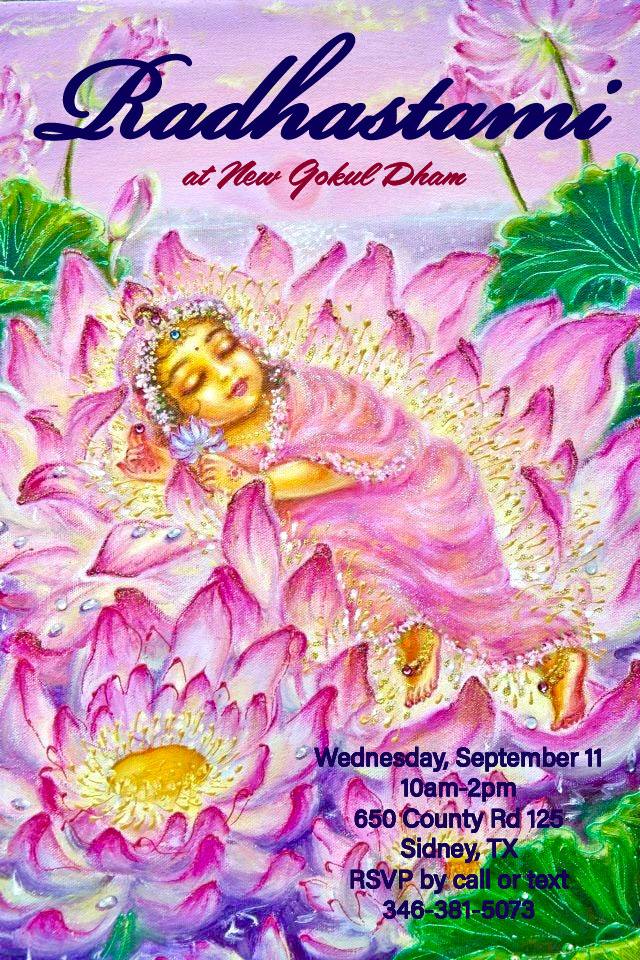 Radhastami
at New Gokul Dham
Wednesday, September 11
10am-2pm
650 County Rd 125
Sidney, TX
RSVP by call or text
346-381-5073